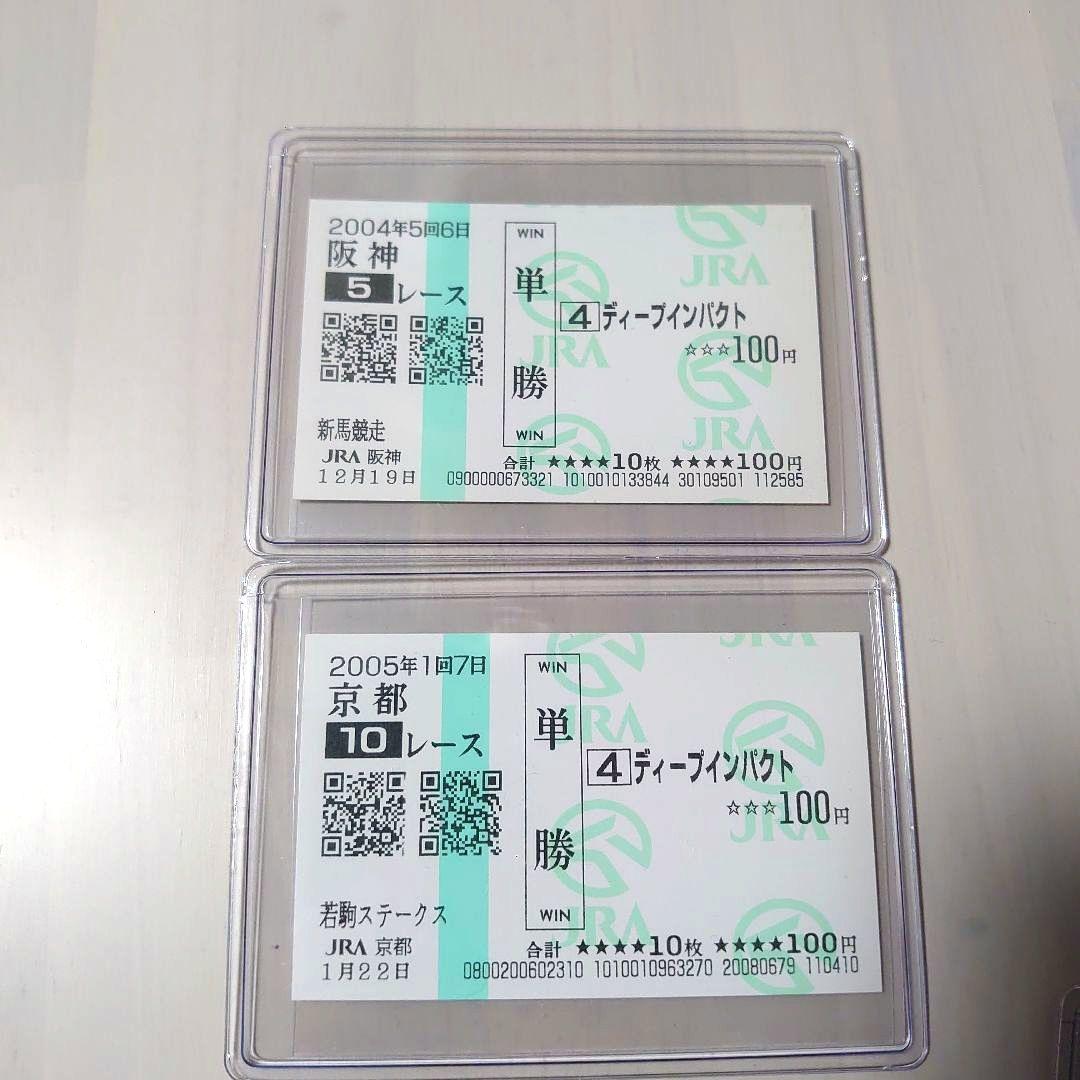 2004年5回6日
阪神
5レース
新馬競走
JRA 阪神
12月19日
WIN
単勝
WIN
4 ディープインパクト
☆☆☆100円
合計 ★★★★10枚 ★★★★100円
0900000673321 1010010133844 30109501 112585
JRA
JRA
JRA
2005年1回7日
京都
10レース
若駒ステークス
JRA 京都
1月22日
WIN
単勝
WIN
4 ディープインパクト
☆☆☆100円
合計 ★★★★10枚 ★★★★100円
0800200602310 1010010963270 20080679 110410
JRA
JRA
JRA
JRA